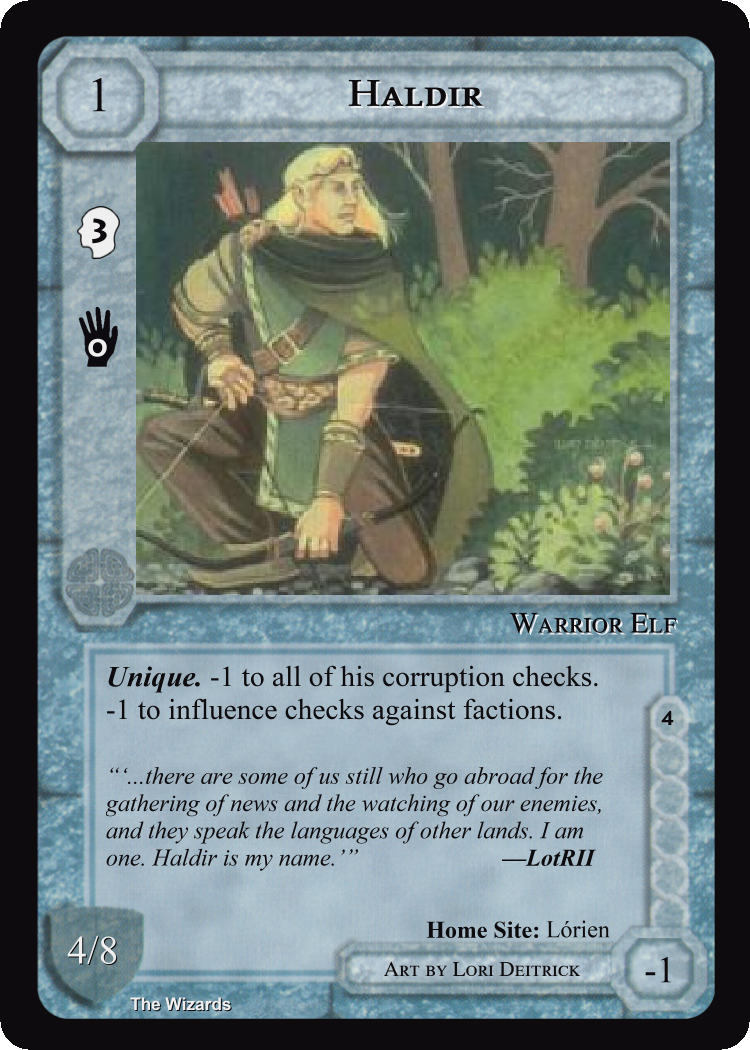 1
HALDIR
3
0
WARRIOR ELF
Unique. -1 to all of his corruption checks.
-1 to influence checks against factions.
4
“‘...there are some of us still who go abroad for the
gathering of news and the watching of our enemies,
and they speak the languages of other lands. I am
one. Haldir is my name.’” —LotRII
Home Site: Lórien
4/8
ART BY LORI DEITRICK
-1
The Wizards